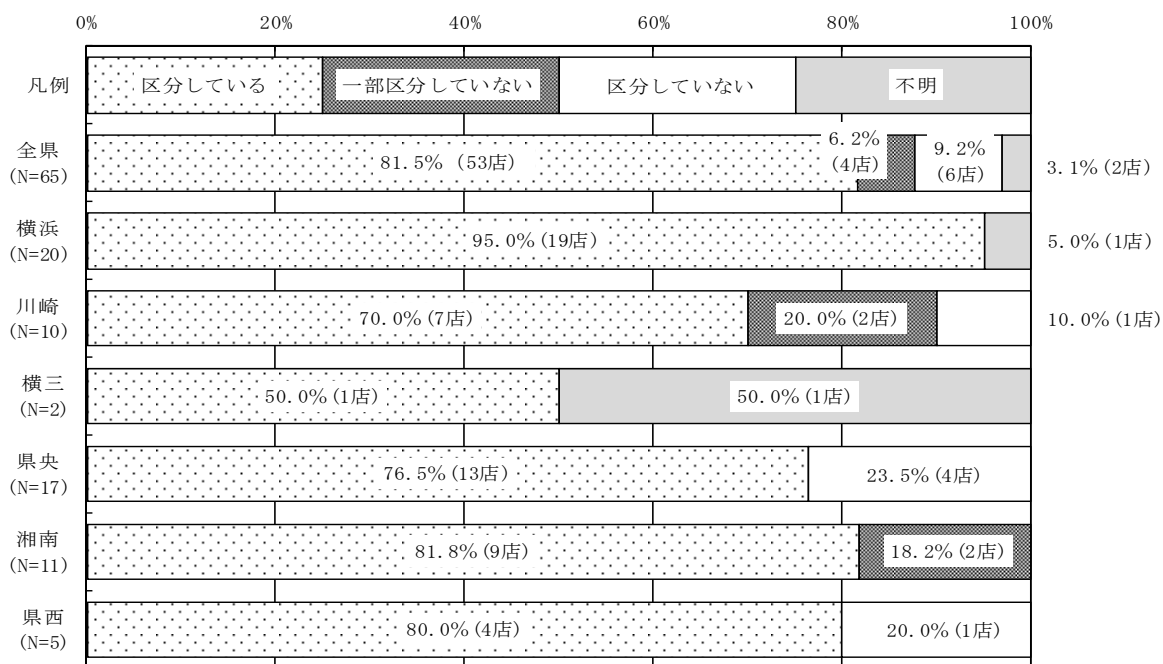 0% 20% 40% 60% 80% 100%
凡例 区分している 一部区分していない 区分していない 不明
全県
(N=65)
81.5% (53店)
6.2%
(4店)
9.2%
(6店)
3.1%(2店)
横浜
(N=20)
95.0%(19店)
5.0%(1店)
川崎
(N=10)
70.0%(7店)
20.0%(2店)
10.0%(1店)
横三
(N=2)
50.0%(1店)
50.0%(1店)
県央
(N=17)
76.5%(13店)
23.5%(4店)
湘南
(N=11)
81.8%(9店)
18.2%(2店)
県西
(N=5)
80.0%(4店)
20.0%(1店)